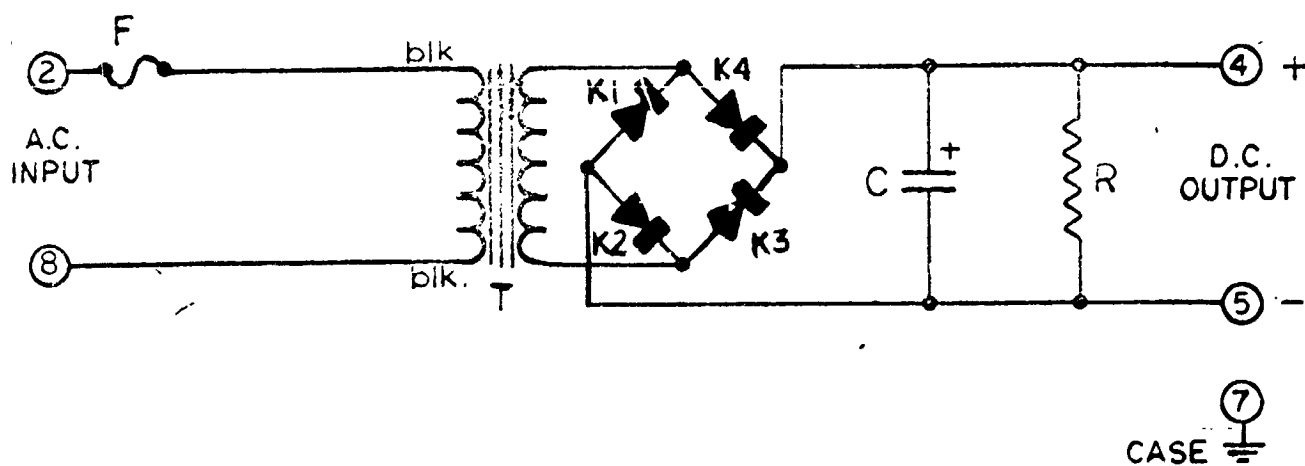 F
2
blk
K1
K4
4 +
A.C.
INPUT
C
+
R
D.C.
OUTPUT
K2
K3
8
blk.
T
5 -
7
CASE